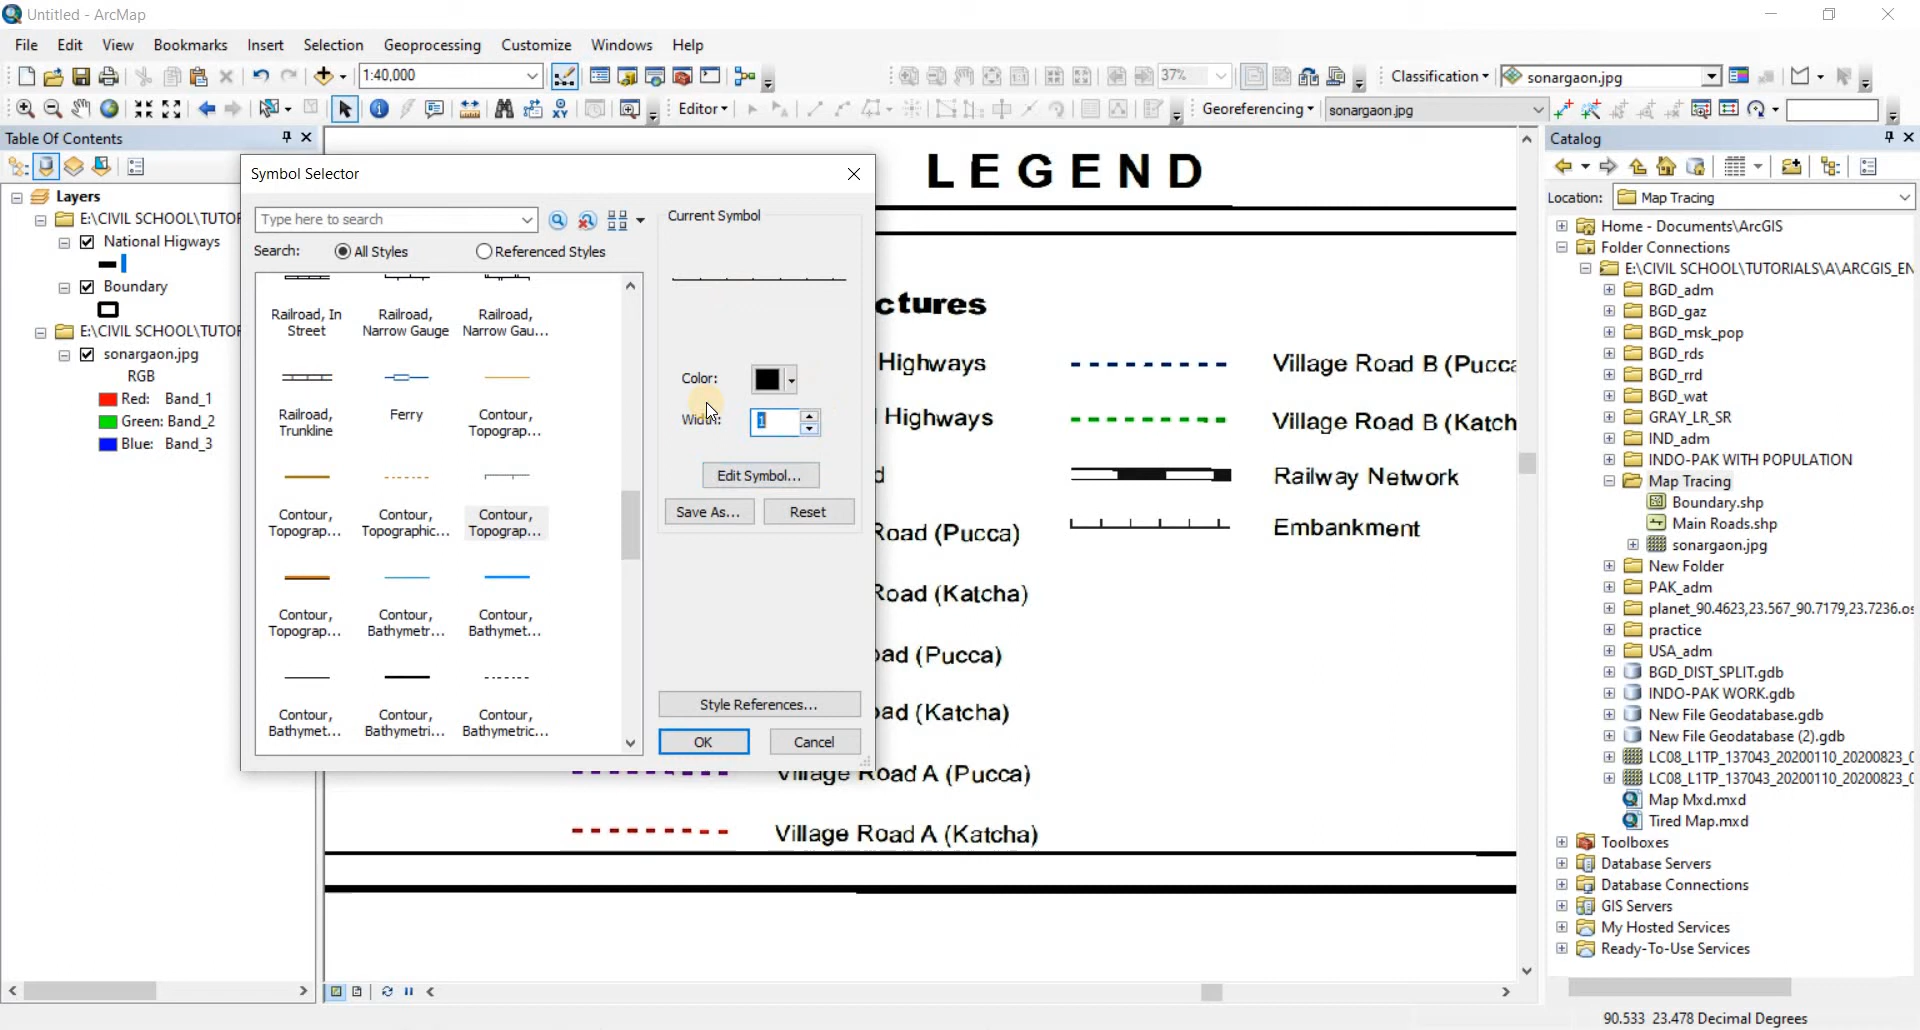 Untitled - ArcMap
File Edit View Bookmarks Insert Selection Geoprocessing Customize Windows Help
1:40,000
37%
Classification
sonargaon.jpg
Editor
Georeferencing
sonargaon.jpg
Table Of Contents
Layers
E:\CIVIL SCHOOL\TUTOF
National Higways
Boundary
E:\CIVIL SCHOOL\TUTOF
sonargaon.jpg
RGB
Red: Band_1
Green: Band_2
Blue: Band_3
Symbol Selector
Type here to search
Search:
All Styles
Referenced Styles
Railroad, In Street
Railroad, Narrow Gauge
Railroad, Narrow Gau...
Railroad, Trunkline
Ferry
Contour, Topograp...
Contour, Topograp...
Contour, Topographic...
Contour, Topograp...
Contour, Topograp...
Contour, Bathymetr...
Contour, Bathymet...
Contour, Bathymet...
Contour, Bathymetri...
Contour, Bathymetric...
Current Symbol
Color:
Width:
1
Edit Symbol...
Save As...
Reset
Style References...
OK
Cancel
LEGEND
ctures
Highways
Highways
d
Road (Pucca)
Road (Katcha)
oad (Pucca)
oad (Katcha)
Village Road A (Pucca)
Village Road A (Katcha)
Village Road B (Pucca
Village Road B (Katch
Railway Network
Embankment
Catalog
Location:
Map Tracing
Home - Documents\ArcGIS
Folder Connections
E:\CIVIL SCHOOL\TUTORIALS\A\ARCGIS_EN
BGD_adm
BGD_gaz
BGD_msk_pop
BGD_rds
BGD_rrd
BGD_wat
GRAY_LR_SR
IND_adm
INDO-PAK WITH POPULATION
Map Tracing
Boundary.shp
Main Roads.shp
sonargaon.jpg
New Folder
PAK_adm
planet_90.4623,23.567_90.7179,23.7236.os
practice
USA_adm
BGD_DIST_SPLIT.gdb
INDO-PAK WORK.gdb
New File Geodatabase.gdb
New File Geodatabase (2).gdb
LC08_L1TP_137043_20200110_20200823_0
LC08_L1TP_137043_20200110_20200823_0
Map Mxd.mxd
Tired Map.mxd
Toolboxes
Database Servers
Database Connections
GIS Servers
My Hosted Services
Ready-To-Use Services
90.533 23.478 Decimal Degrees